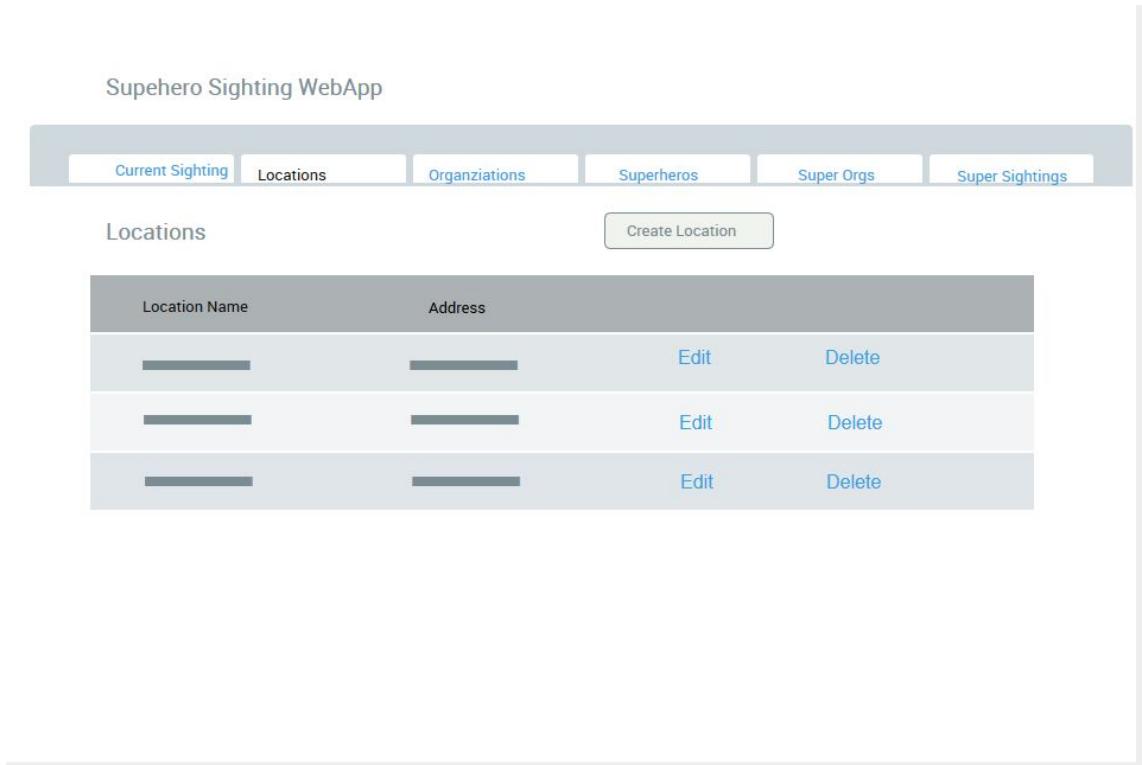 Supehero Sighting WebApp
Current Sighting Locations Organziations Superheros Super Orgs Super Sightings
Locations Create Location
Location Name Address
Edit Delete
Edit Delete
Edit Delete